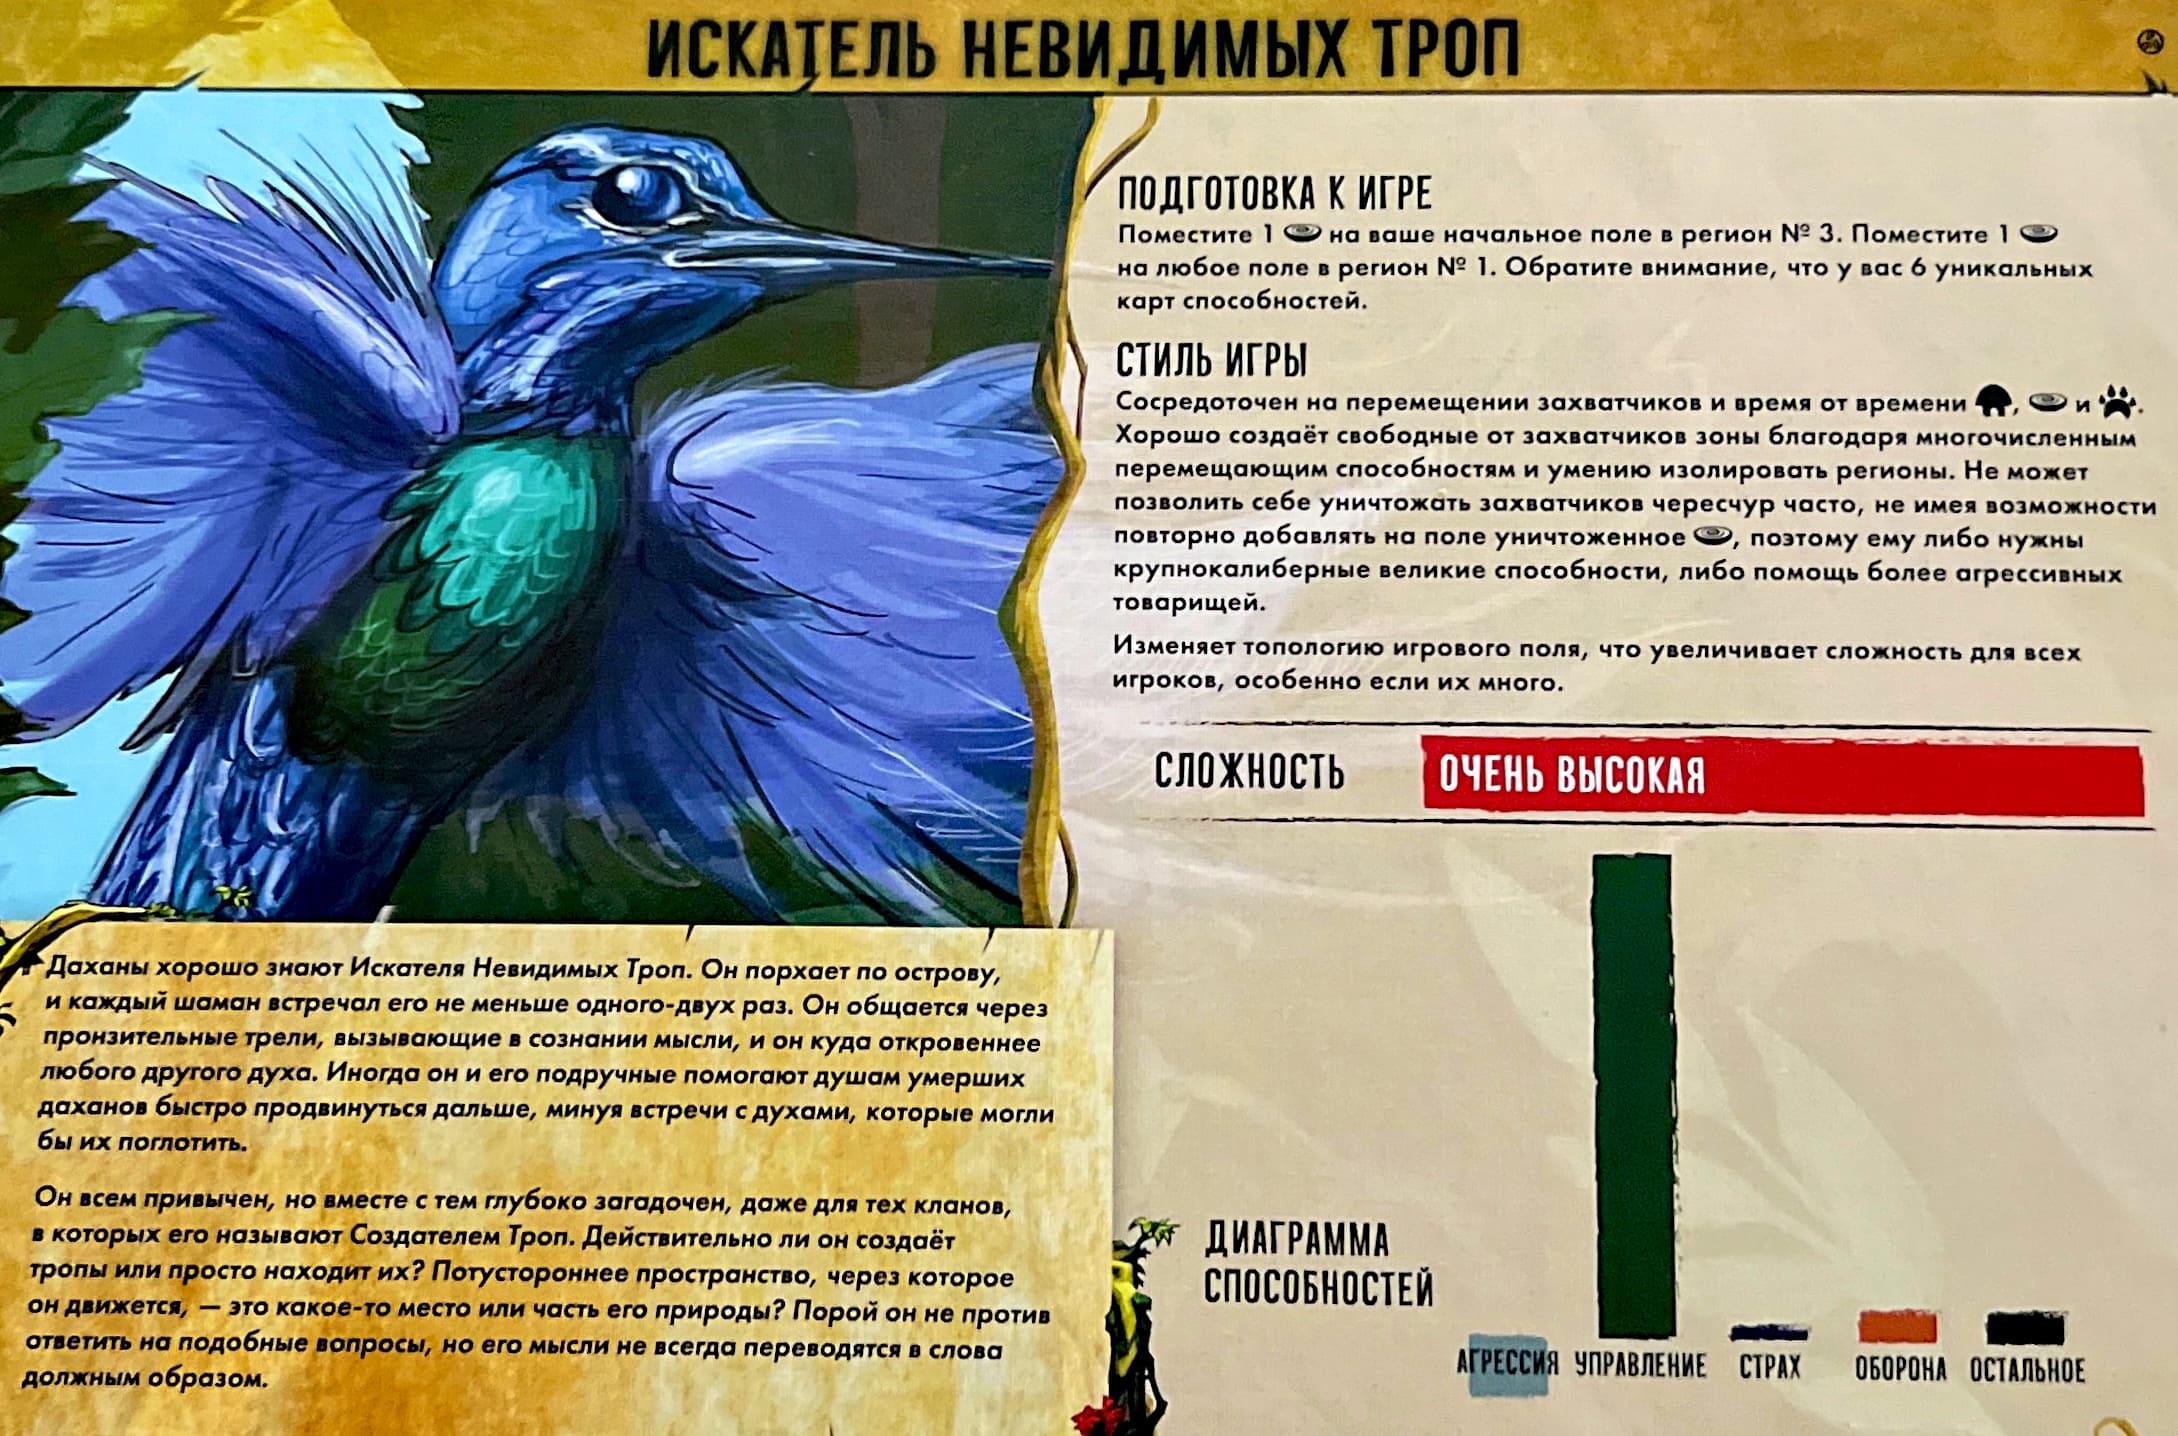 ИСКАТЕЛЬ НЕВИДИМЫХ ТРОП
ПОДГОТОВКА К ИГРЕ
Поместите 1 на ваше начальное поле в регион № 3. Поместите 1
на любое поле в регион № 1. Обратите внимание, что у вас 6 уникальных
карт способностей.
СТИЛЬ ИГРЫ
Сосредоточен на перемещении захватчиков и время от времени , и .
Хорошо создаёт свободные от захватчиков зоны благодаря многочисленным
перемещающим способностям и умению изолировать регионы. Не может
позволить себе уничтожать захватчиков чересчур часто, не имея возможности
повторно добавлять на поле уничтоженное , поэтому ему либо нужны
крупнокалиберные великие способности, либо помощь более агрессивных
товарищей.
Изменяет топологию игрового поля, что увеличивает сложность для всех
игроков, особенно если их много.
СЛОЖНОСТЬ ОЧЕНЬ ВЫСОКАЯ
Даханы хорошо знают Искателя Невидимых Троп. Он порхает по острову,
и каждый шаман встречал его не меньше одного-двух раз. Он общается через
пронзительные трели, вызывающие в сознании мысли, и он куда откровеннее
любого другого духа. Иногда он и его подручные помогают душам умерших
даханов быстро продвинуться дальше, минуя встречи с духами, которые могли
бы их поглотить.
Он всем привычен, но вместе с тем глубоко загадочен, даже для тех кланов,
в которых его называют Создателем Троп. Действительно ли он создаёт
тропы или просто находит их? Потустороннее пространство, через которое
он движется, — это какое-то место или часть его природы? Порой он не против
ответить на подобные вопросы, но его мысли не всегда переводятся в слова
должным образом.
ДИАГРАММА
СПОСОБНОСТЕЙ
АГРЕССИЯ УПРАВЛЕНИЕ СТРАХ ОБОРОНА ОСТАЛЬНОЕ